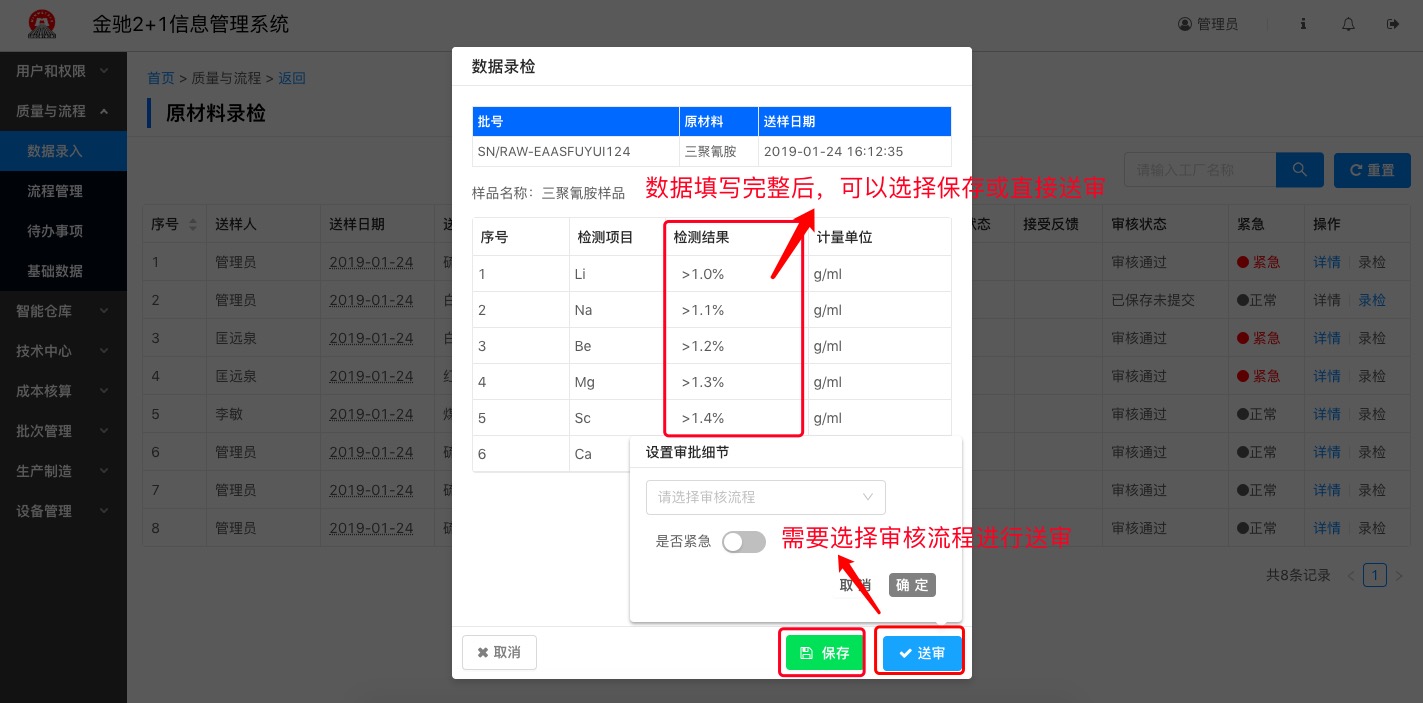 金驰2+1信息管理系统
管理员
用户和权限
质量与流程
数据录入
流程管理
待办事项
基础数据
智能仓库
技术中心
成本核算
批次管理
生产制造
设备管理
首页 > 质量与流程 > 返回
原材料录检
请输入工厂名称
重置
序号 送样人 送样日期 状态 接受反馈 审核状态 紧急 操作
1 管理员 2019-01-24 审核通过 紧急 详情 录检
2 管理员 2019-01-24 已保存未提交 正常 详情 录检
3 匡远泉 2019-01-24 审核通过 紧急 详情 录检
4 匡远泉 2019-01-24 审核通过 紧急 详情 录检
5 李敏 2019-01-24 审核通过 正常 详情 录检
6 管理员 2019-01-24 审核通过 正常 详情 录检
7 管理员 2019-01-24 审核通过 正常 详情 录检
8 管理员 2019-01-24 审核通过 正常 详情 录检
共8条记录 < 1 >
数据录检
批号 原材料 送样日期
SN/RAW-EAASFUYUI124 三聚氰胺 2019-01-24 16:12:35
样品名称: 三聚氰胺样品
数据填写完整后，可以选择保存或直接送审
序号 检测项目 检测结果 计量单位
1 Li >1.0% g/ml
2 Na >1.1% g/ml
3 Be >1.2% g/ml
4 Mg >1.3% g/ml
5 Sc >1.4% g/ml
6 Ca
设置审批细节
请选择审核流程
是否紧急
需要选择审核流程进行送审
取 消 确 定
取消 保存 送审